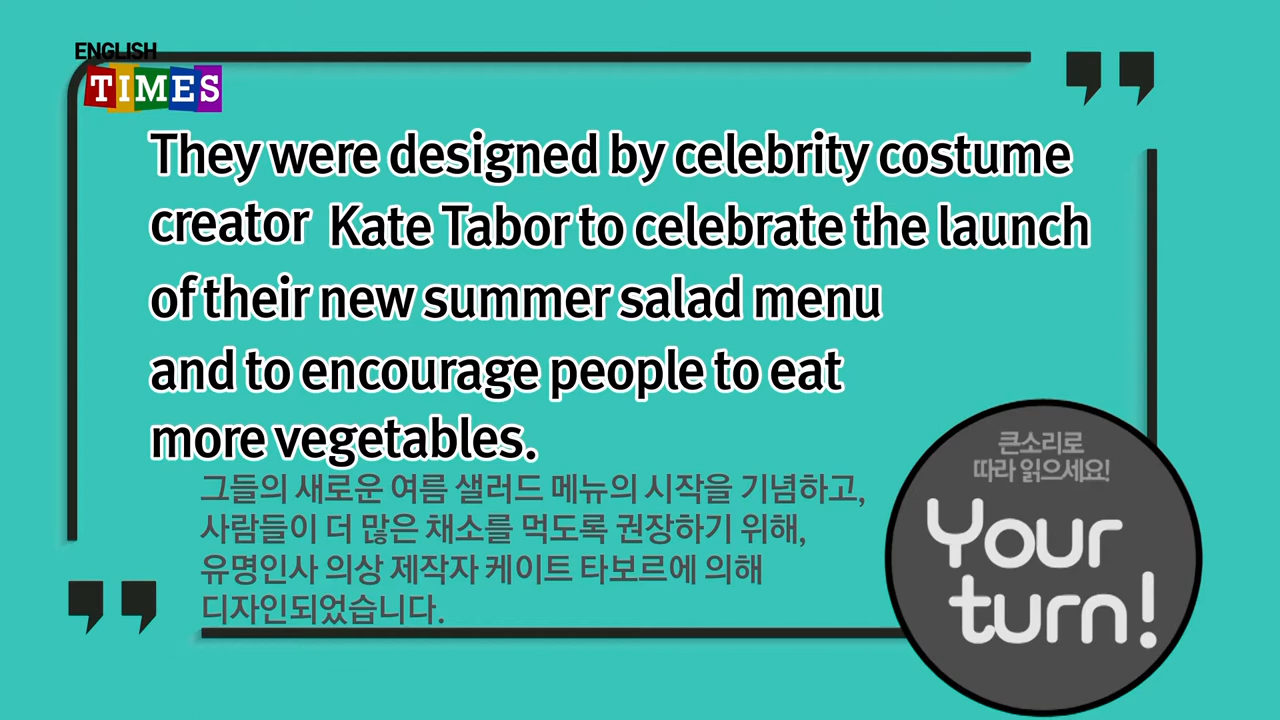 ENGLISH
TIMES
They were designed by celebrity costume
creator Kate Tabor to celebrate the launch
of their new summer salad menu
and to encourage people to eat
more vegetables.
그들의 새로운 여름 샐러드 메뉴의 시작을 기념하고,
사람들이 더 많은 채소를 먹도록 권장하기 위해,
유명인사 의상 제작자 케이트 타보르에 의해
디자인되었습니다.
큰소리로
따라 읽으세요!
Your
turn!